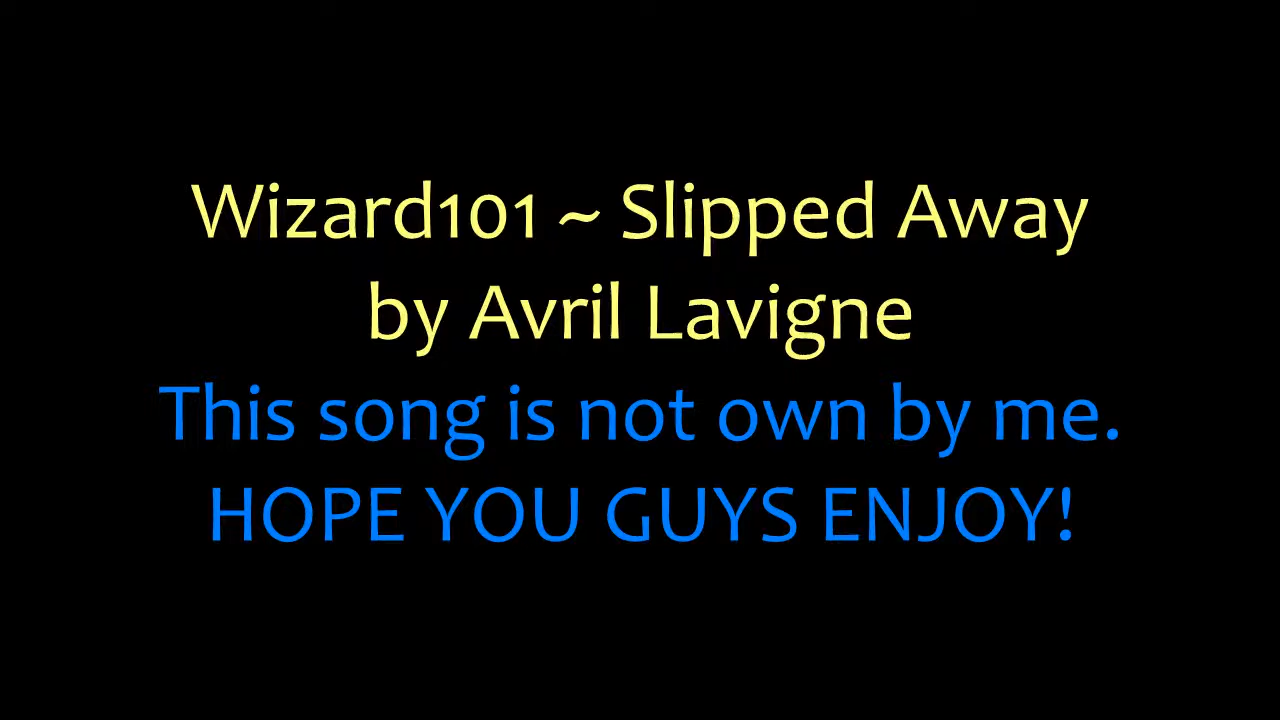 Wizard101 ~ Slipped Away
by Avril Lavigne
This song is not own by me.
HOPE YOU GUYS ENJOY!